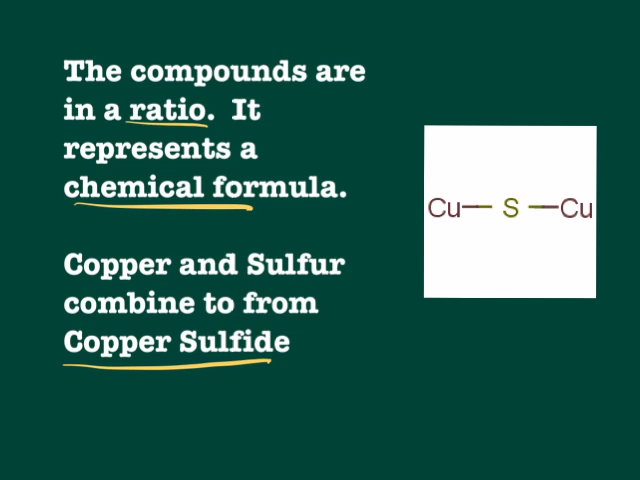 The compounds are
in a ratio.  It
represents a
chemical formula.
Copper and Sulfur
combine to from
Copper Sulfide
Cu S Cu